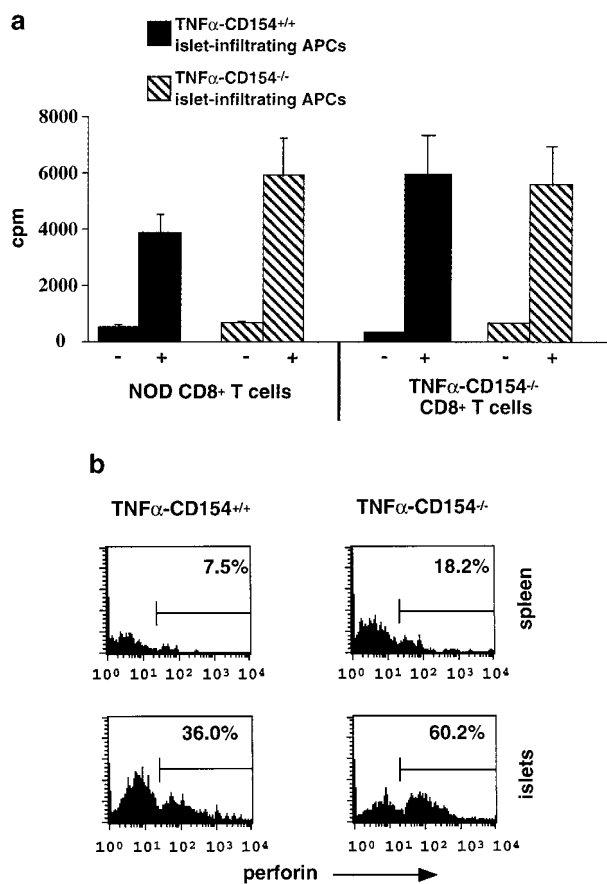 a
TNFα-CD154+/+
islet-infiltrating APCs
TNFα-CD154-/-
islet-infiltrating APCs
8000
6000
4000
2000
0
cpm
- + - + - + - +
NOD CD8+ T cells
TNFα-CD154-/-
CD8+ T cells
b
TNFα-CD154+/+ TNFα-CD154-/-
7.5% 18.2%
spleen
10⁰ 10¹ 10² 10³ 10⁴ 10⁰ 10¹ 10² 10³ 10⁴
36.0% 60.2%
islets
10⁰ 10¹ 10² 10³ 10⁴ 10⁰ 10¹ 10² 10³ 10⁴
perforin